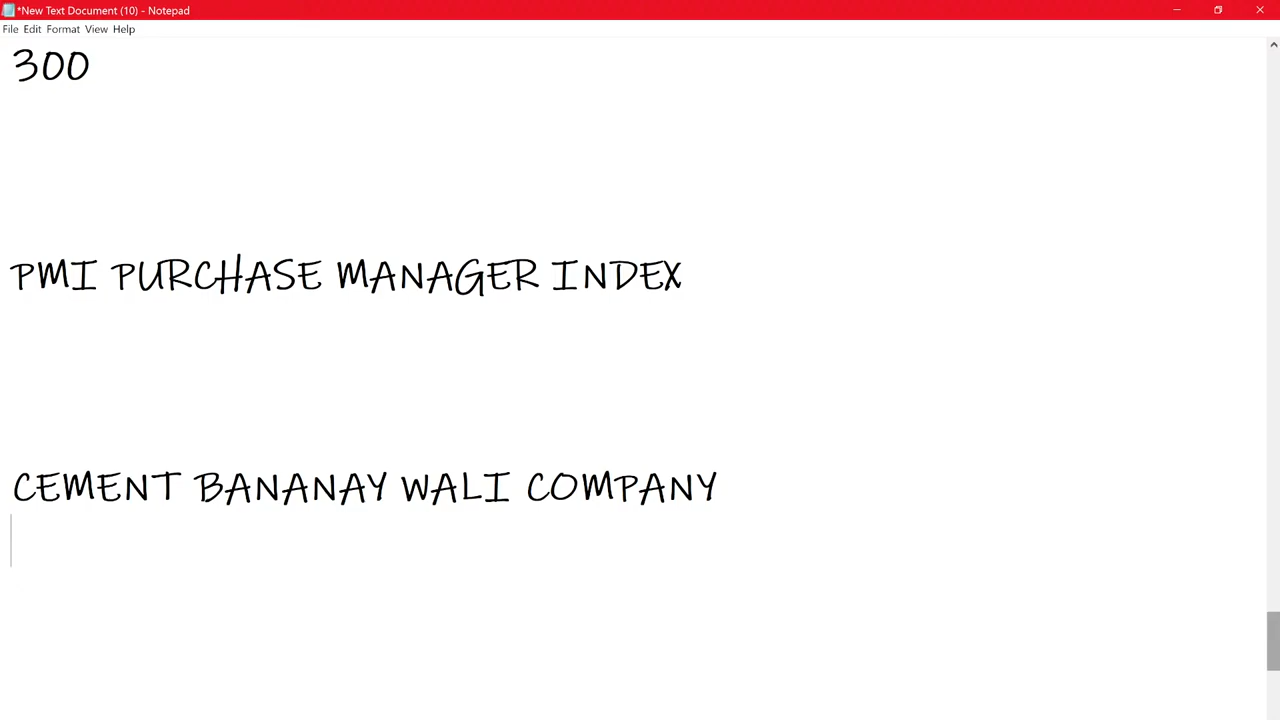 *New Text Document (10) - Notepad
File Edit Format View Help
300
PMI PURCHASE MANAGER INDEX
CEMENT BANANAY WALI COMPANY